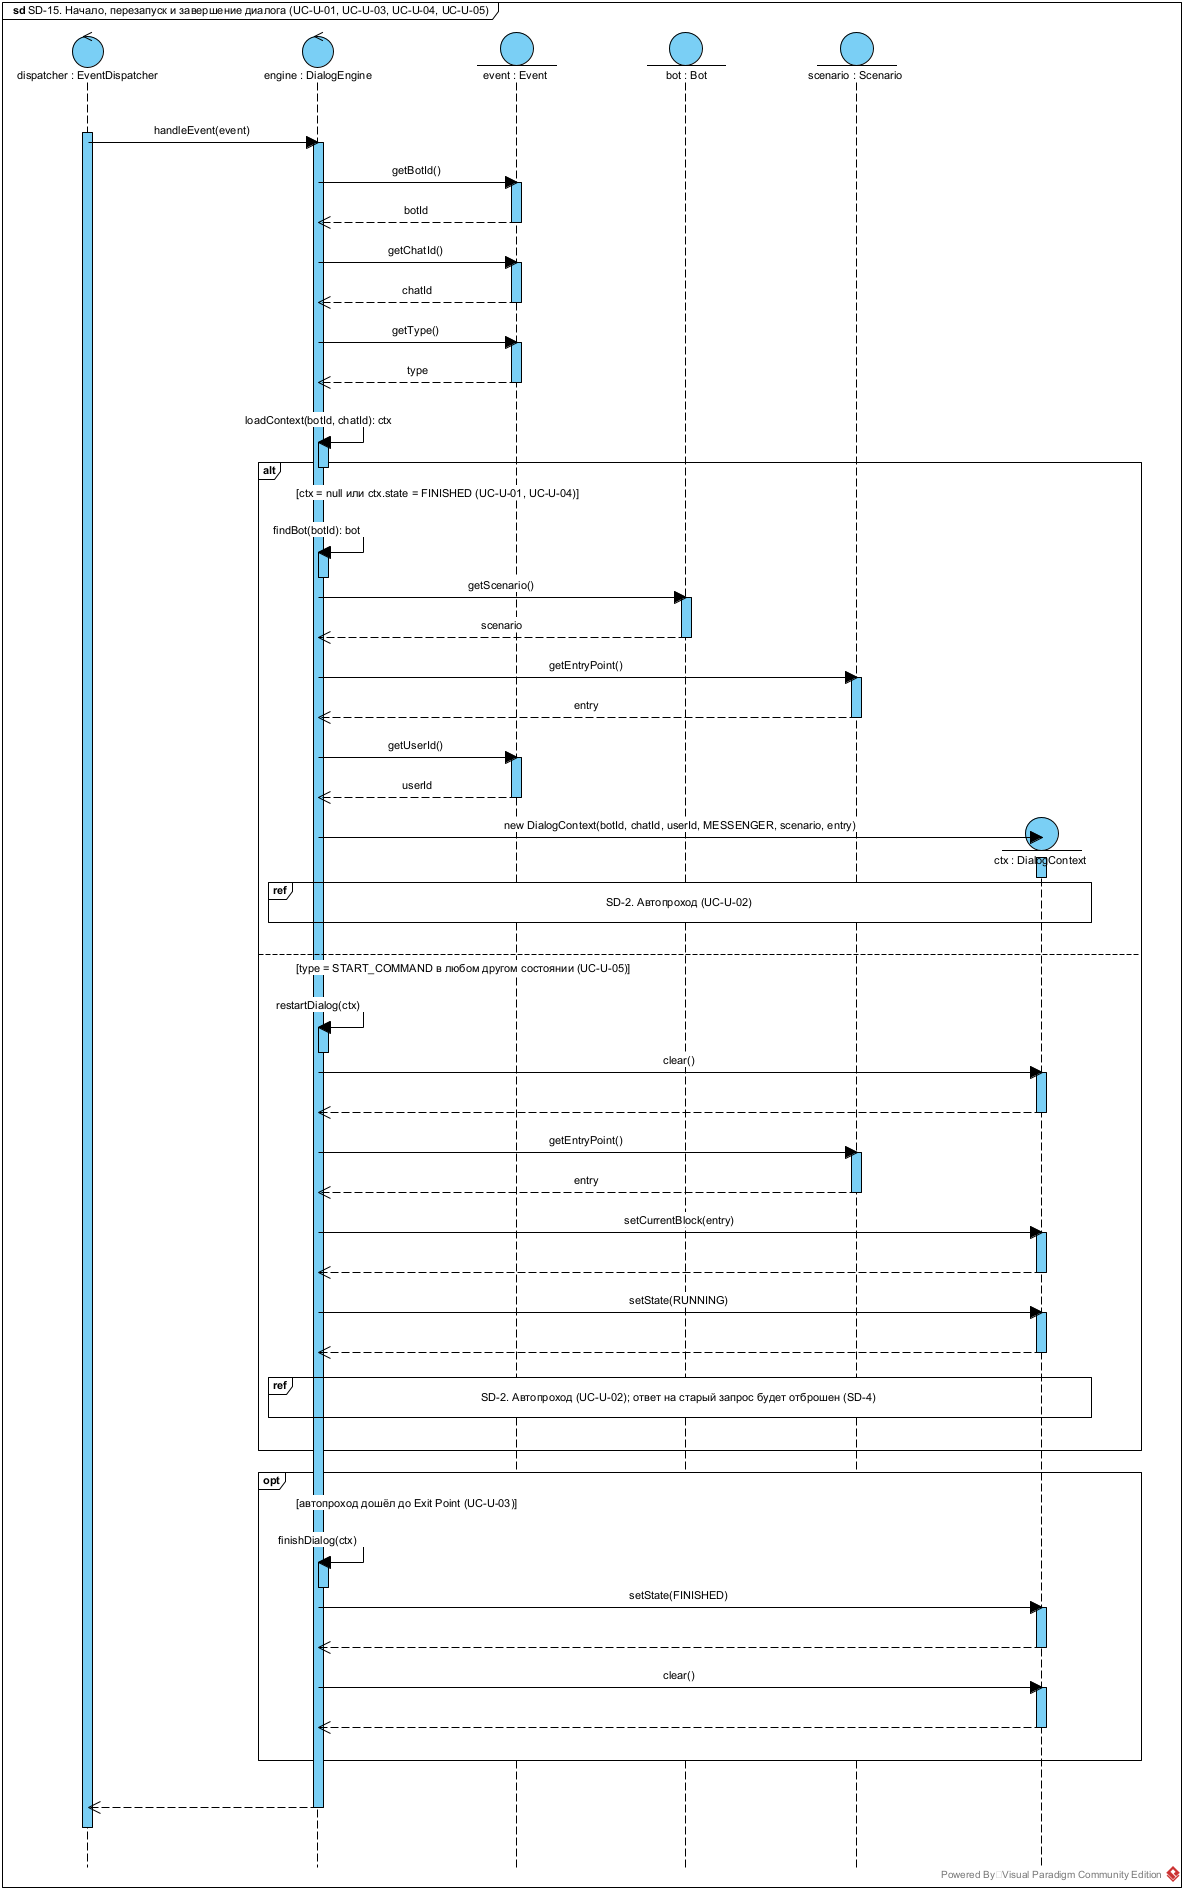 sd SD-15. Начало, перезапуск и завершение диалога (UC-U-01, UC-U-03, UC-U-04, UC-U-05)
dispatcher : EventDispatcher
engine : DialogEngine
event : Event
bot : Bot
scenario : Scenario
handleEvent(event)
getBotId()
botId
getChatId()
chatId
getType()
type
loadContext(botId, chatId): ctx
alt
[ctx = null или ctx.state = FINISHED (UC-U-01, UC-U-04)]
findBot(botId): bot
getScenario()
scenario
getEntryPoint()
entry
getUserId()
userId
new DialogContext(botId, chatId, userId, MESSENGER, scenario, entry)
ctx : DialogContext
ref
SD-2. Автопроход (UC-U-02)
[type = START_COMMAND в любом другом состоянии (UC-U-05)]
restartDialog(ctx)
clear()
getEntryPoint()
entry
setCurrentBlock(entry)
setState(RUNNING)
ref
SD-2. Автопроход (UC-U-02); ответ на старый запрос будет отброшен (SD-4)
opt
[автопроход дошёл до Exit Point (UC-U-03)]
finishDialog(ctx)
setState(FINISHED)
clear()
Powered By Visual Paradigm Community Edition